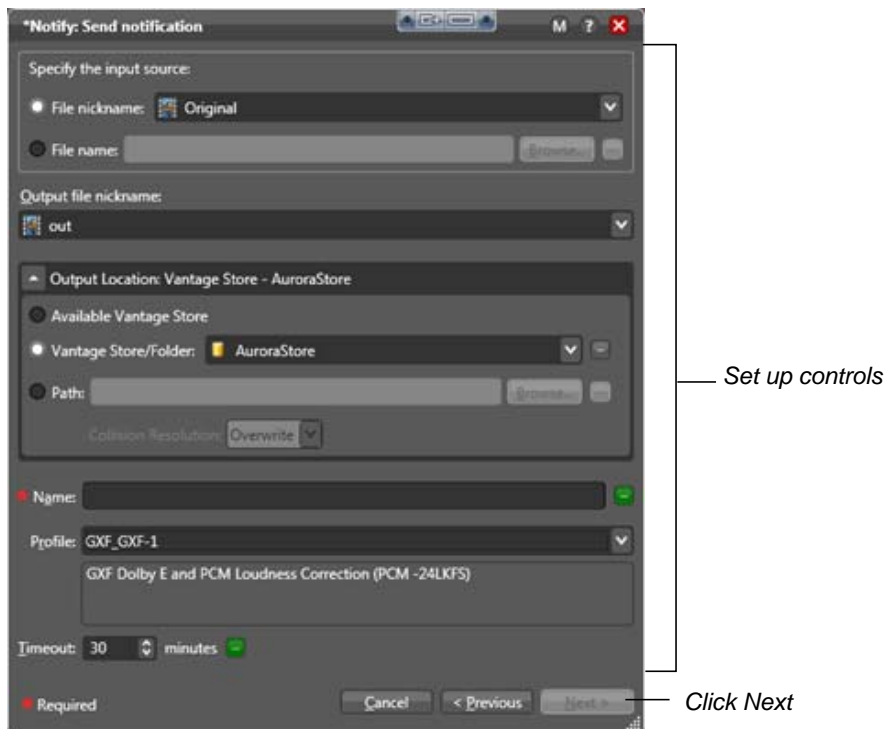 *Notify: Send notification
M ? X
Specify the input source:
File nickname: Original
File name: Browse...
Output file nickname:
out
Output Location: Vantage Store - AuroraStore
Available Vantage Store
Vantage Store/Folder: AuroraStore
Path: Browse...
Collision Resolution: Overwrite
Set up controls
Name:
Profile: GXF_GXF-1
GXF Dolby E and PCM Loudness Correction (PCM -24LKFS)
Timeout: 30 minutes
Required
Cancel < Previous Next >
Click Next